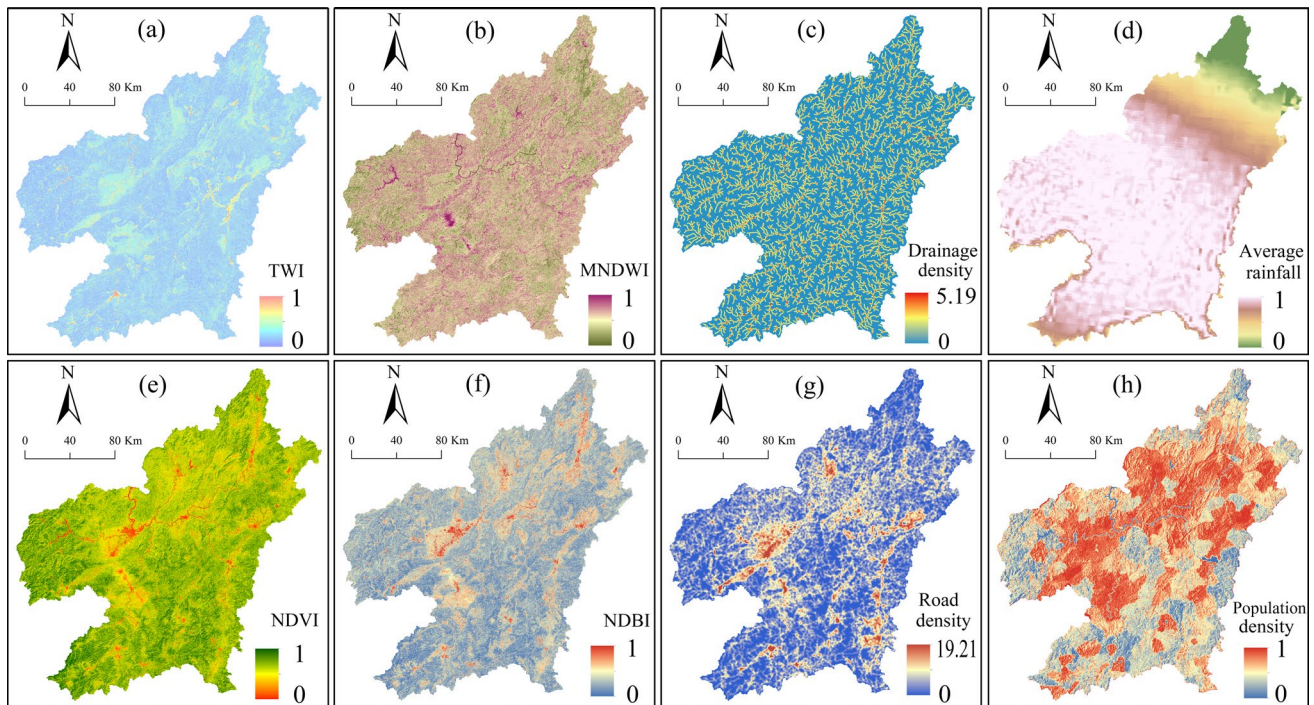 N
(a)
0 40 80 Km
TWI
1
0
N
(b)
0 40 80 Km
MNDWI
1
0
N
(c)
0 40 80 Km
Drainage
density
5.19
0
N
(d)
0 40 80 Km
Average
rainfall
1
0
N
(e)
0 40 80 Km
NDVI
1
0
N
(f)
0 40 80 Km
NDBI
1
0
N
(g)
0 40 80 Km
Road
density
19.21
0
N
(h)
0 40 80 Km
Population
density
1
0